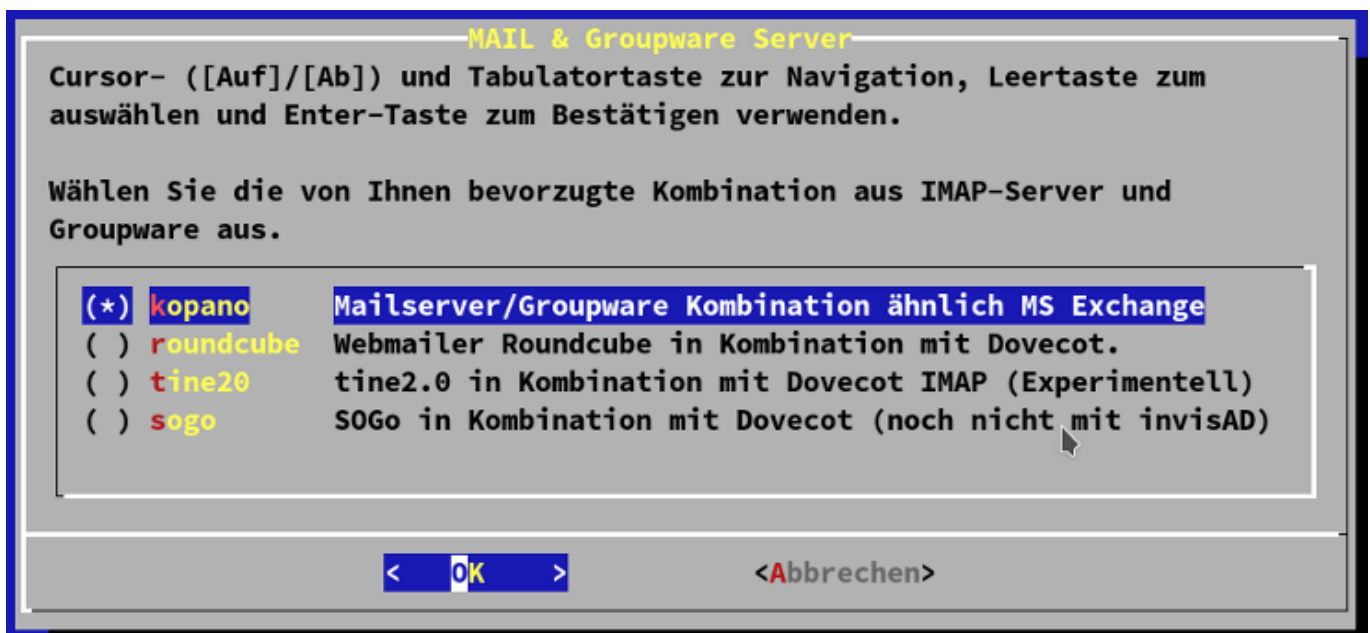 MAIL & Groupware Server
Cursor- ([Auf]/[Ab]) und Tabulatortaste zur Navigation, Leertaste zum
auswählen und Enter-Taste zum Bestätigen verwenden.
Wählen Sie die von Ihnen bevorzugte Kombination aus IMAP-Server und
Groupware aus.
(*) kopano Mailserver/Groupware Kombination ähnlich MS Exchange
( ) roundcube Webmailer Roundcube in Kombination mit Dovecot.
( ) tine20 tine2.0 in Kombination mit Dovecot IMAP (Experimentell)
( ) sogo SOGo in Kombination mit Dovecot (noch nicht mit invisAD)
< OK > <Abbrechen>